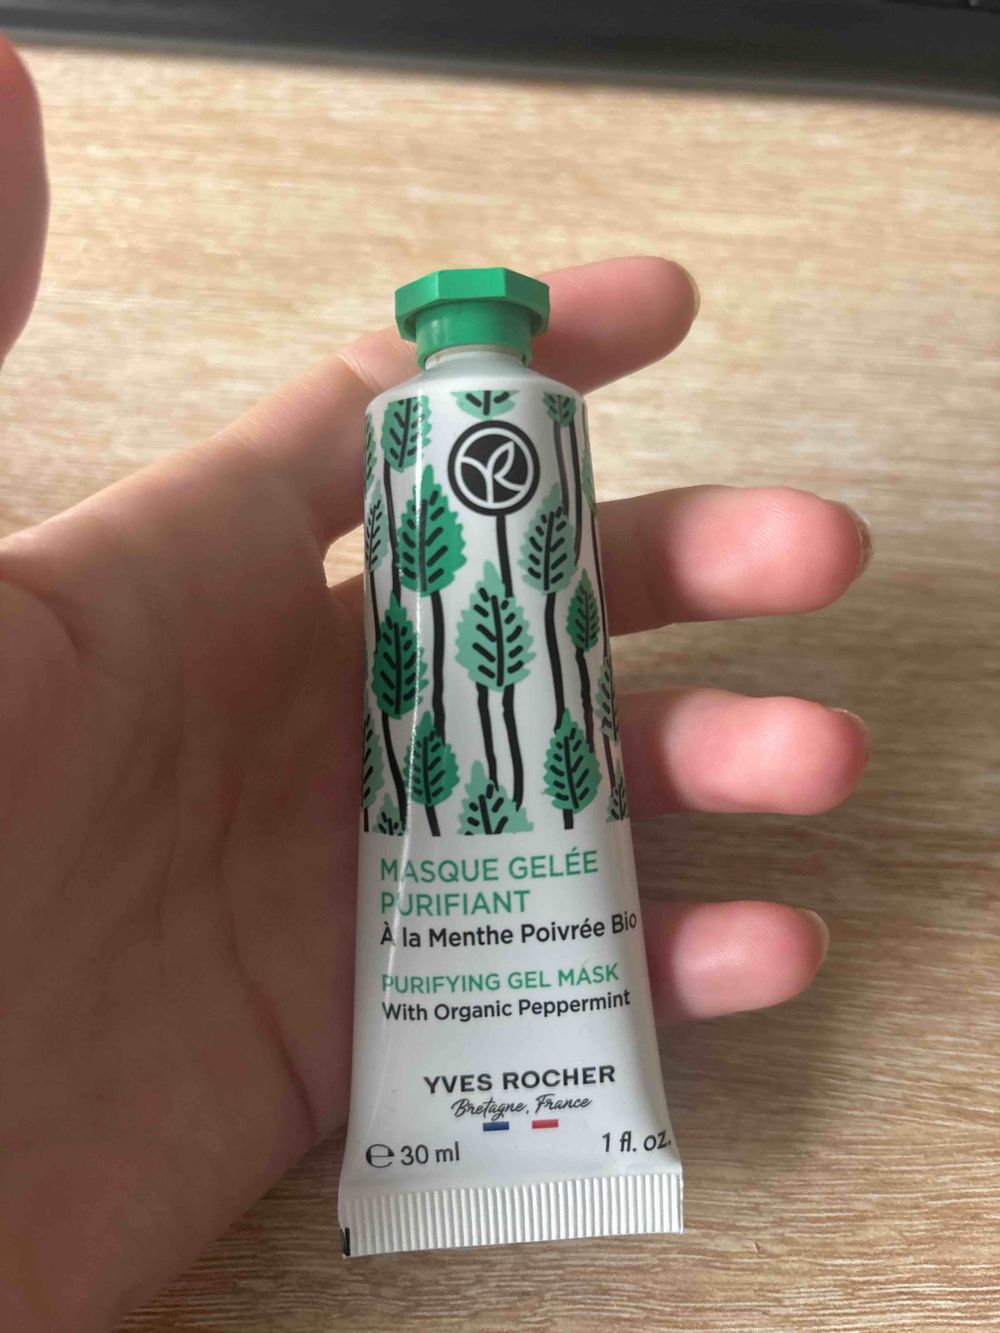 MASQUE GELÉE
PURIFIANT
À la Menthe Poivrée Bio
PURIFYING GEL MASK
With Organic Peppermint
YVES ROCHER
Bretagne, France
℮ 30 ml 1 fl. oz.